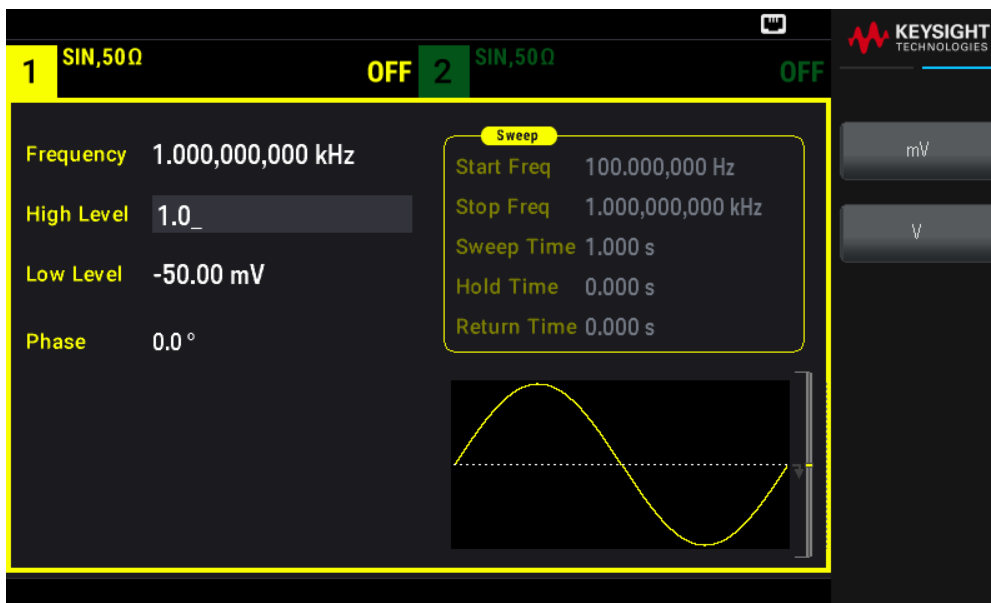 KEYSIGHT
TECHNOLOGIES
1 SIN,50Ω OFF 2 SIN,50Ω OFF
Frequency 1.000,000,000 kHz
High Level 1.0_
Low Level -50.00 mV
Phase 0.0 °
Sweep
Start Freq 100.000,000 Hz
Stop Freq 1.000,000,000 kHz
Sweep Time 1.000 s
Hold Time 0.000 s
Return Time 0.000 s
mV
V